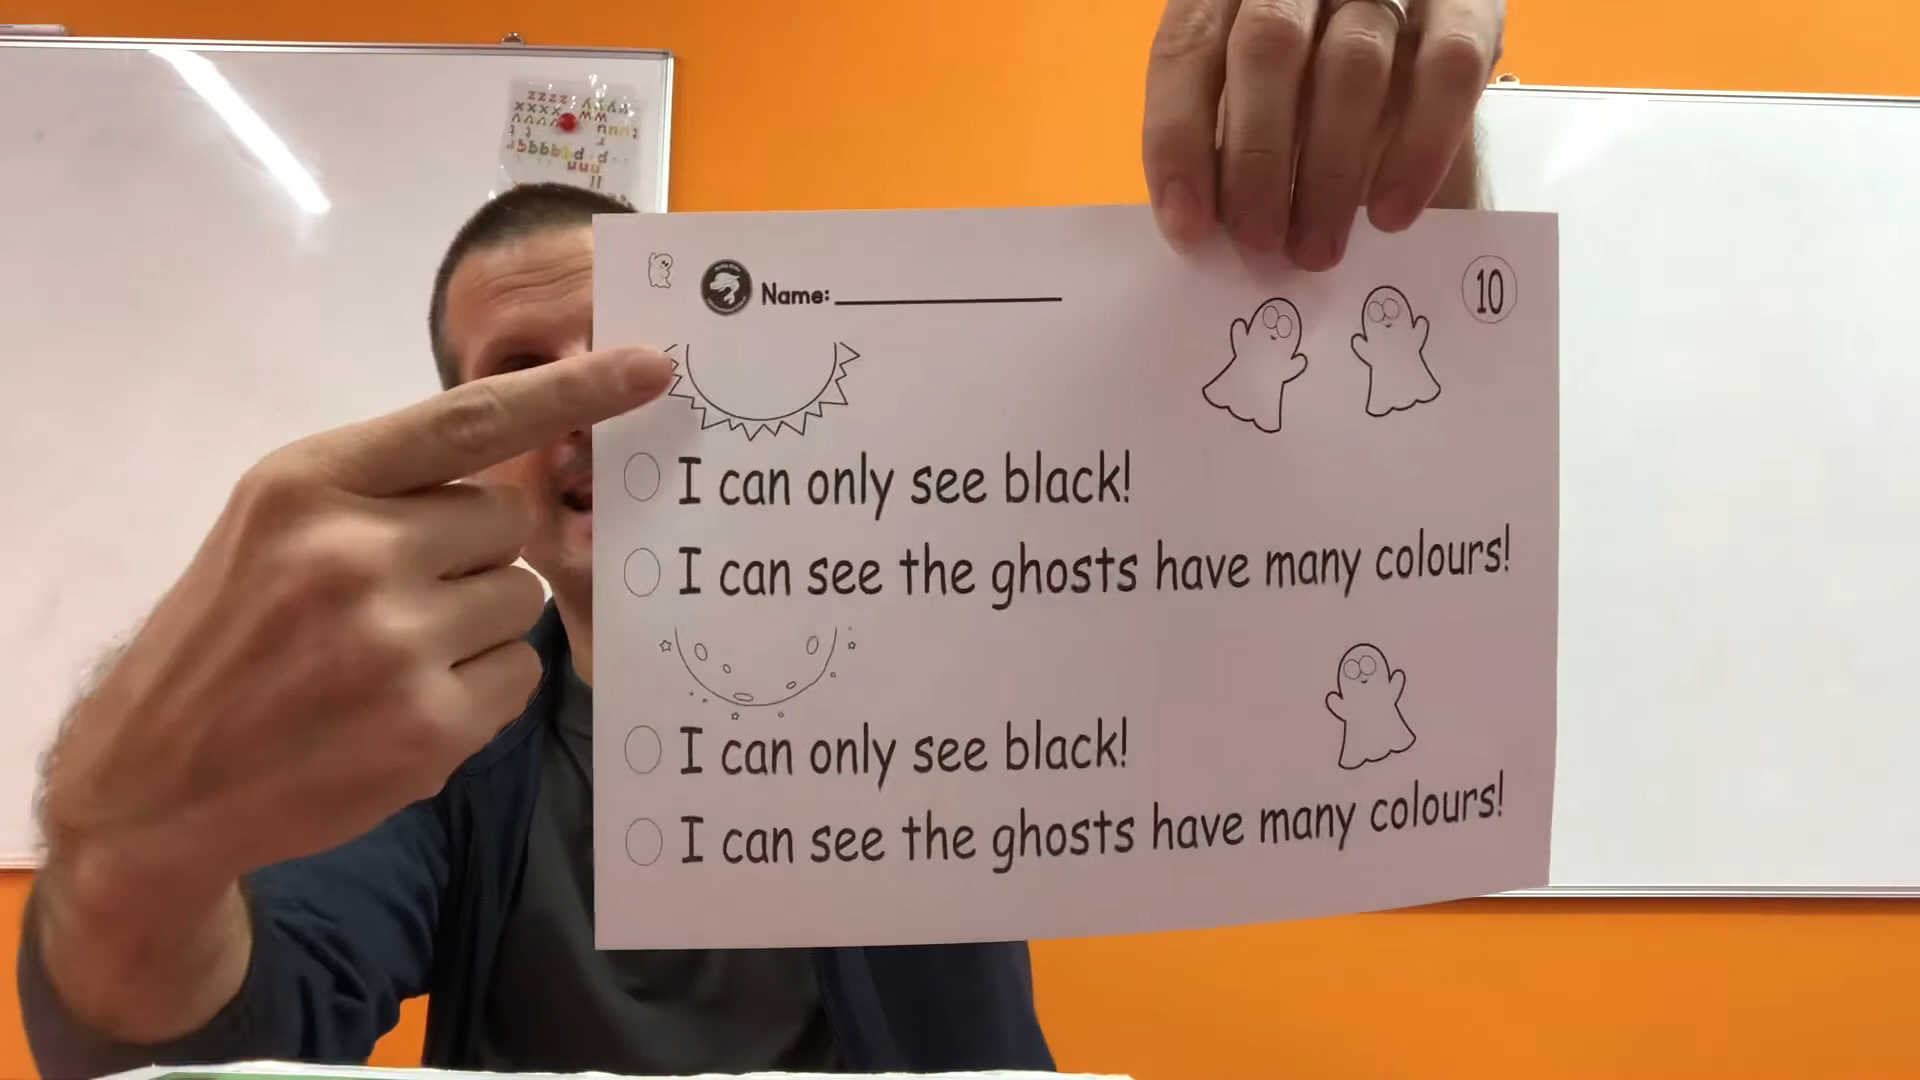 Name:
10
I can only see black!
I can see the ghosts have many colours!
I can only see black!
I can see the ghosts have many colours!